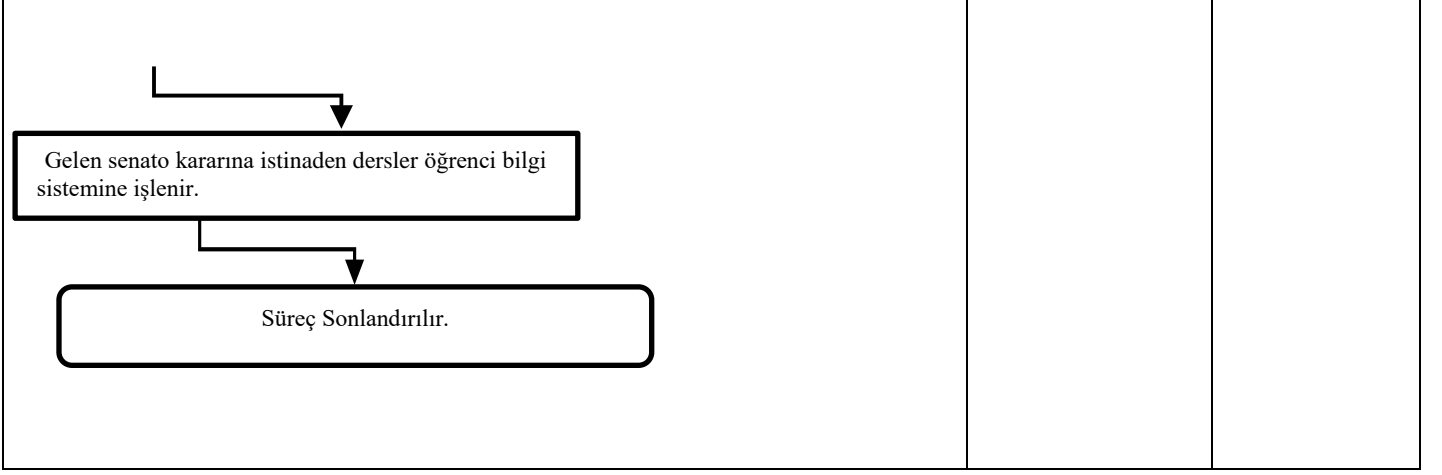 Gelen senato kararına istinaden dersler öğrenci bilgi
sistemine işlenir.
Süreç Sonlandırılır.